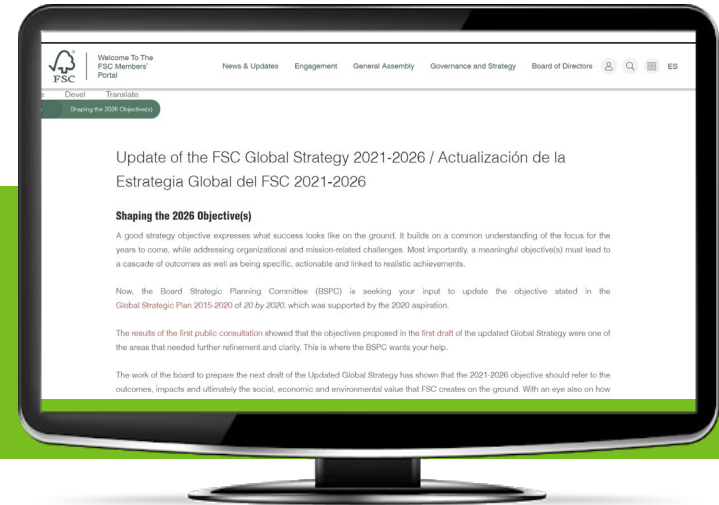 FSC
Welcome To The
FSC Members'
Portal
News & Updates Engagement General Assembly Governance and Strategy Board of Directors ES
e Devel Translate
Shaping the 2026 Objective(s)
Update of the FSC Global Strategy 2021-2026 / Actualización de la
Estrategia Global del FSC 2021-2026
Shaping the 2026 Objective(s)
A good strategy objective expresses what success looks like on the ground. It builds on a common understanding of the focus for the
years to come, while addressing organizational and mission-related challenges. Most importantly, a meaningful objective(s) must lead to
a cascade of outcomes as well as being specific, actionable and linked to realistic achievements.
Now, the Board Strategic Planning Committee (BSPC) is seeking your input to update the objective stated in the
Global Strategic Plan 2015-2020 of 20 by 2020, which was supported by the 2020 aspiration.
The results of the first public consultation showed that the objectives proposed in the first draft of the updated Global Strategy were one of
the areas that needed further refinement and clarity. This is where the BSPC wants your help.
The work of the board to prepare the next draft of the Updated Global Strategy has shown that the 2021-2026 objective should refer to the
outcomes, impacts and ultimately the social, economic and environmental value that FSC creates on the ground. With an eye also on how